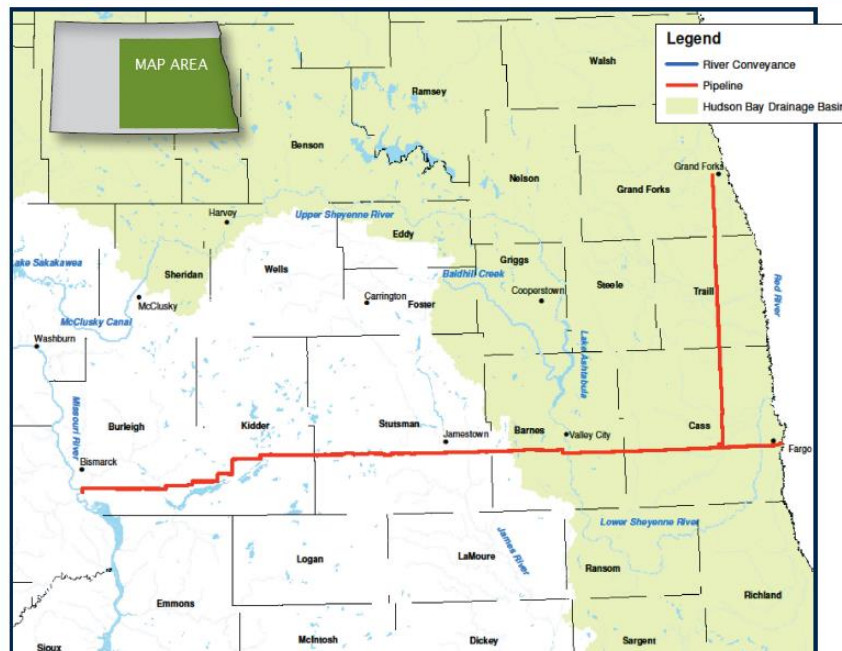 MAP AREA
Legend
River Conveyance
Pipeline
Hudson Bay Drainage Basin
Walsh
Ramsey
Benson
Nelson
Grand Forks
Grand Forks
Harvey
Upper Sheyenne River
Eddy
Lake Sakakawea
Sheridan
Wells
Griggs
Baldhill Creek
Steele
Traill
Red River
McClusky
Carrington
Foster
Cooperstown
McClusky Canal
Washburn
Lake Ashtabula
Missouri River
Burleigh
Kidder
Stutsman
Jamestown
Barnes
Valley City
Cass
Fargo
Bismarck
Lower Sheyenne River
Logan
LaMoure
James River
Ransom
Emmons
Richland
McIntosh
Dickey
Sargent
Sioux